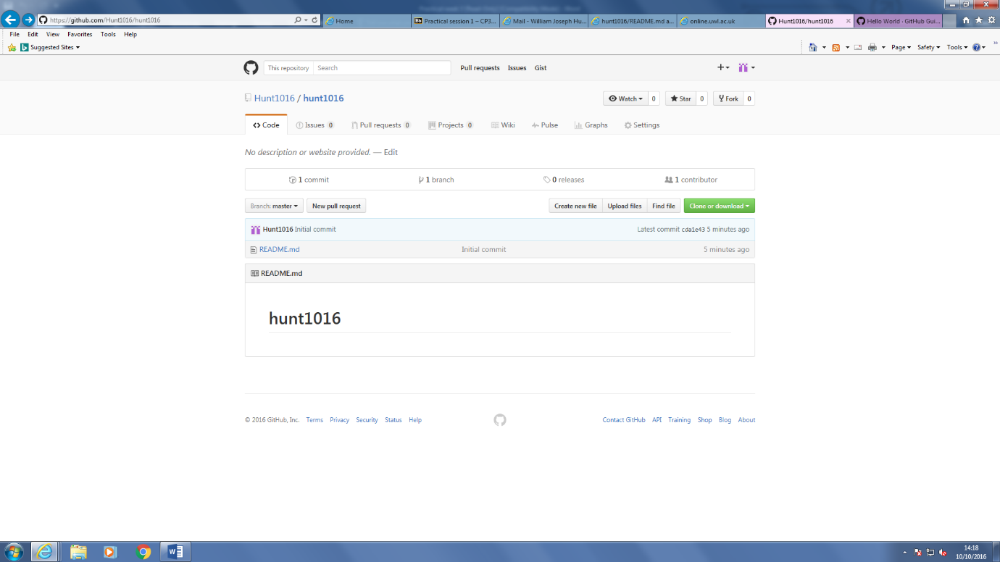 https://github.com/Hunt1016/hunt1016
Home
Bb Practical session 1 – CP3...
Mail - William Joseph Hu...
hunt1016/README.md a...
online.uwl.ac.uk
Hunt1016/hunt1016
Hello World · GitHub Gui...
File Edit View Favorites Tools Help
Suggested Sites
Page Safety Tools
This repository Search Pull requests Issues Gist
Hunt1016 / hunt1016
Watch 0 Star 0 Fork 0
Code Issues 0 Pull requests 0 Projects 0 Wiki Pulse Graphs Settings
No description or website provided. — Edit
1 commit 1 branch 0 releases 1 contributor
Branch: master New pull request Create new file Upload files Find file Clone or download
Hunt1016 Initial commit Latest commit cda1e43 5 minutes ago
README.md Initial commit 5 minutes ago
README.md
hunt1016
© 2016 GitHub, Inc. Terms Privacy Security Status Help Contact GitHub API Training Shop Blog About
14:18
10/10/2016